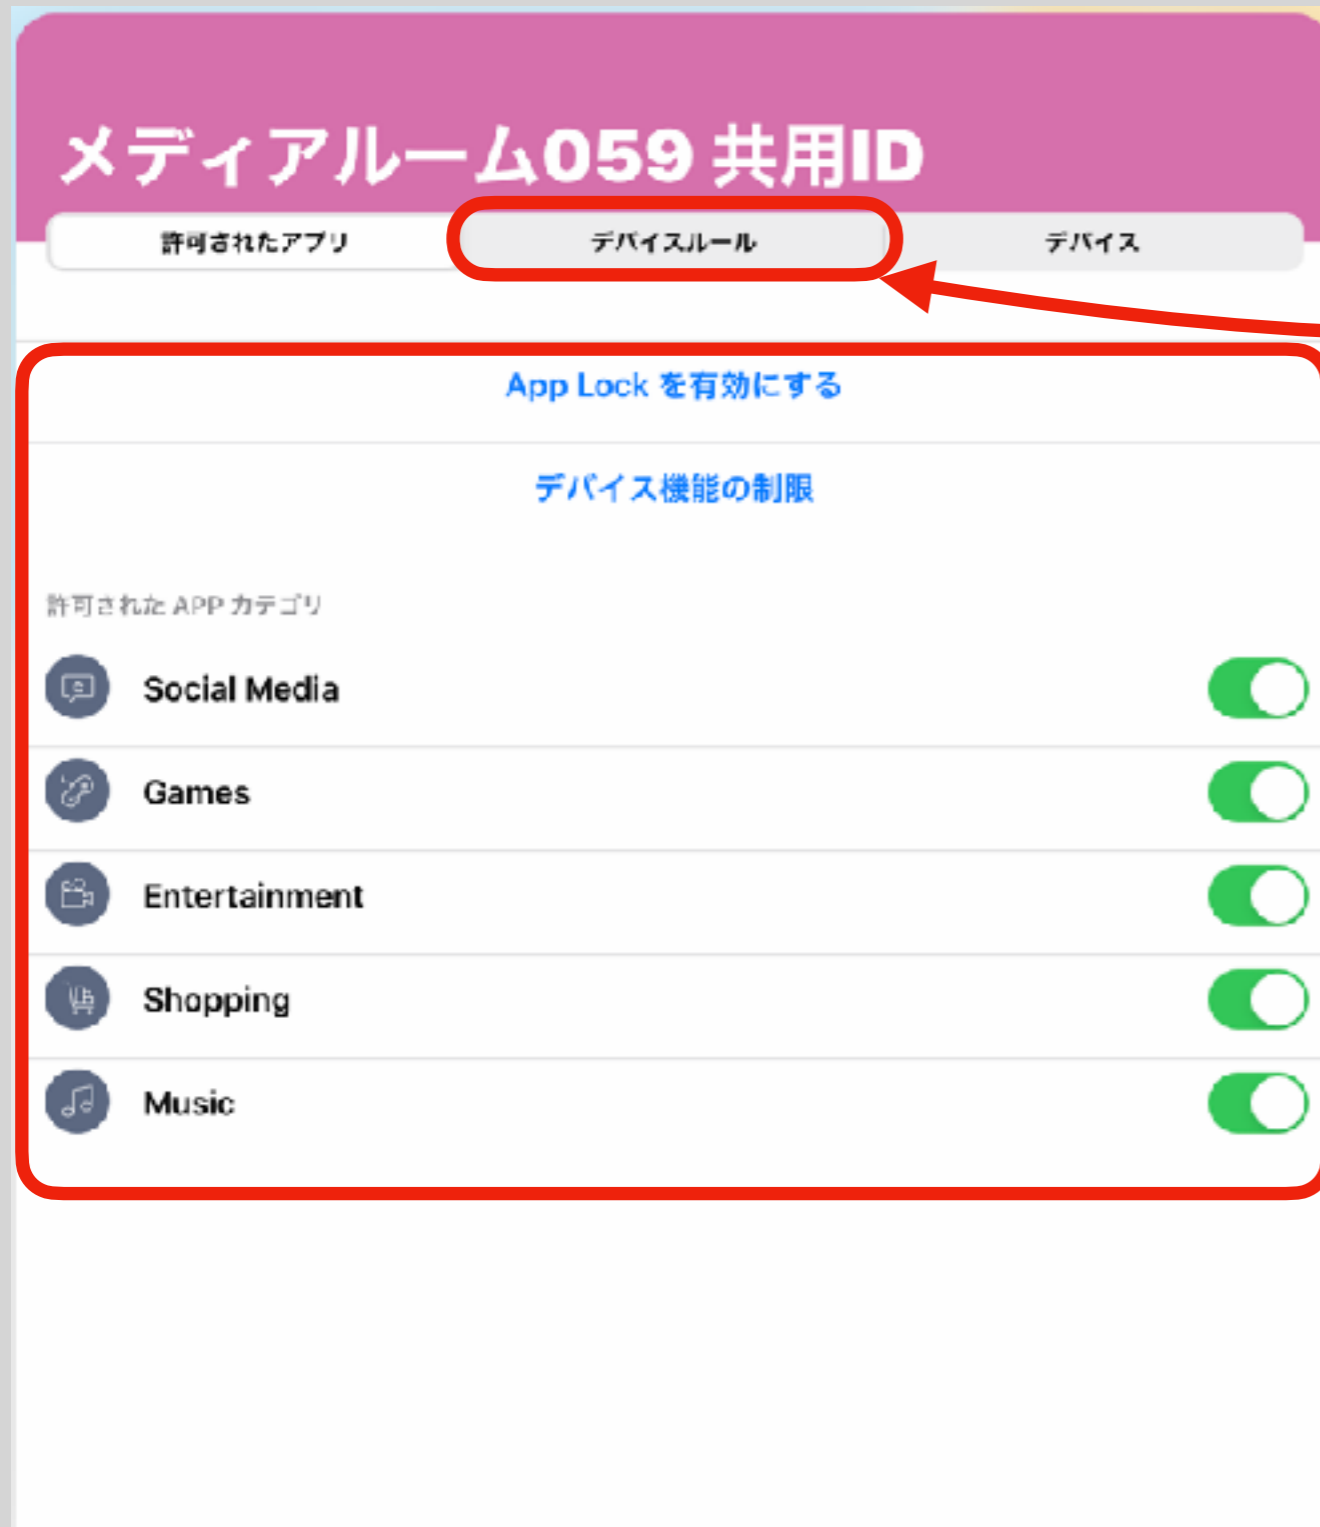 メディアルーム059 共用ID
許可されたアプリ デバイスルール デバイス
App Lock を有効にする
デバイス機能の制限
許可された APP カテゴリ
Social Media
Games
Entertainment
Shopping
Music